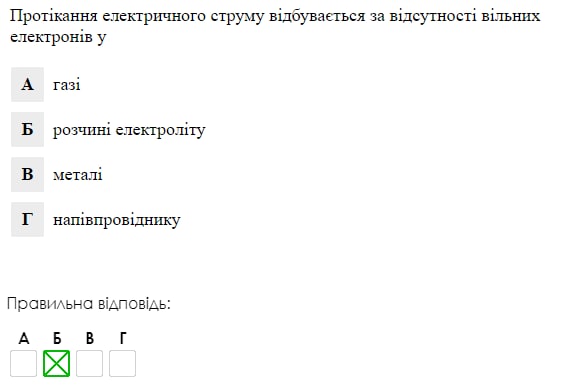 Протікання електричного струму відбувається за відсутності вільних
електронів у
А газі
Б розчині електроліту
В металі
Г напівпровіднику
Правильна відповідь:
А Б В Г